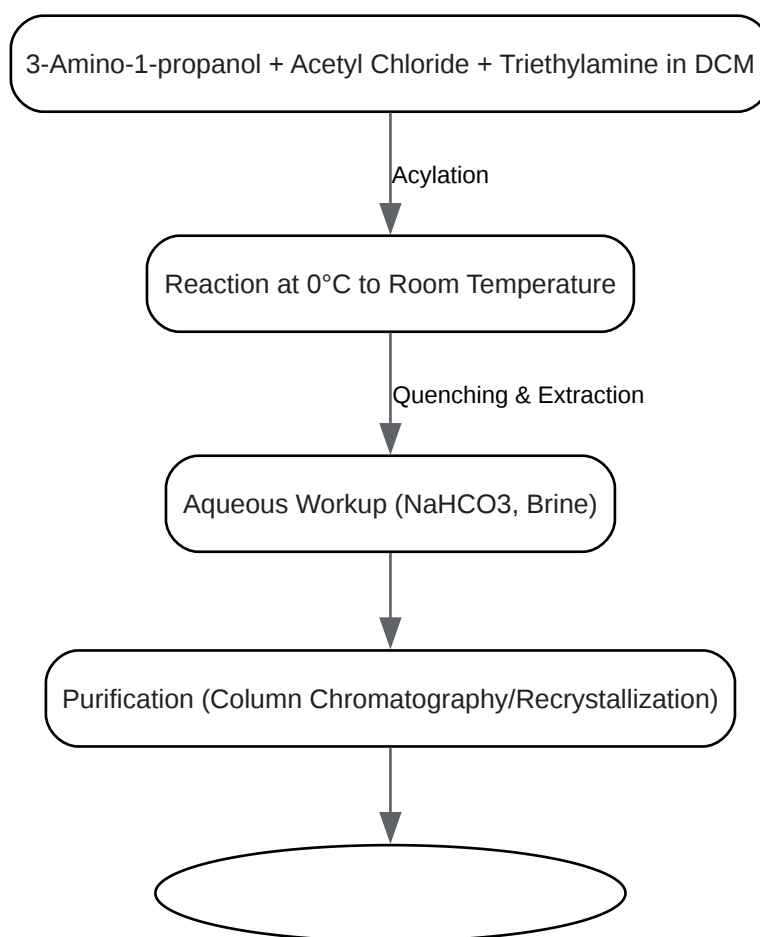 3-Amino-1-propanol + Acetyl Chloride + Triethylamine in DCM
Acylation
Reaction at 0°C to Room Temperature
Quenching & Extraction
Aqueous Workup (NaHCO3, Brine)
Purification (Column Chromatography/Recrystallization)